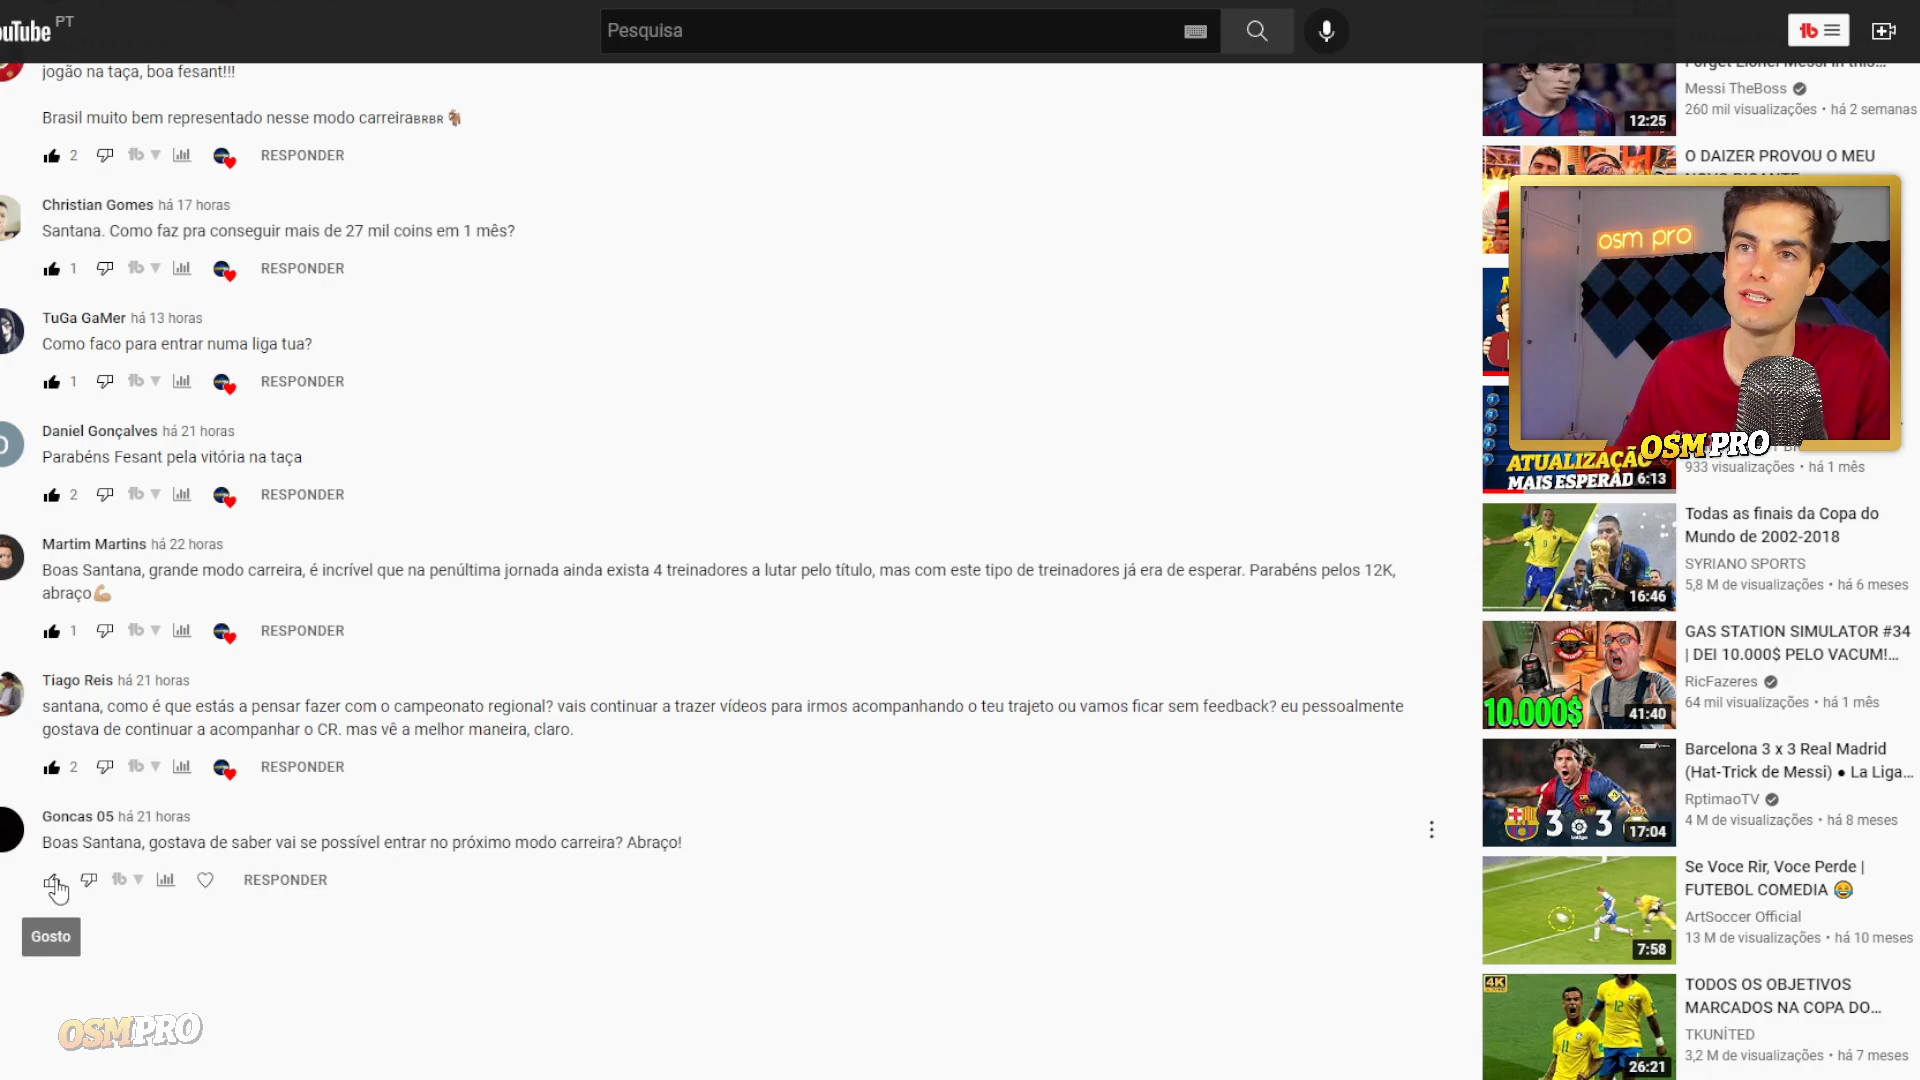 ouTube PT
Pesquisa
jogão na taça, boa fesant!!!
Brasil muito bem representado nesse modo carreiraBRBR
2 RESPONDER
Christian Gomes há 17 horas
Santana. Como faz pra conseguir mais de 27 mil coins em 1 mês?
1 RESPONDER
TuGa GaMer há 13 horas
Como faco para entrar numa liga tua?
1 RESPONDER
Daniel Gonçalves há 21 horas
Parabéns Fesant pela vitória na taça
2 RESPONDER
Martim Martins há 22 horas
Boas Santana, grande modo carreira, é incrível que na penúltima jornada ainda exista 4 treinadores a lutar pelo título, mas com este tipo de treinadores já era de esperar. Parabéns pelos 12K,
abraço
1 RESPONDER
Tiago Reis há 21 horas
santana, como é que estás a pensar fazer com o campeonato regional? vais continuar a trazer vídeos para irmos acompanhando o teu trajeto ou vamos ficar sem feedback? eu pessoalmente
gostava de continuar a acompanhar o CR. mas vê a melhor maneira, claro.
2 RESPONDER
Goncas 05 há 21 horas
Boas Santana, gostava de saber vai se possível entrar no próximo modo carreira? Abraço!
RESPONDER
Gosto
OSM PRO
Forget Lionel Messi in this...
Messi TheBoss
260 mil visualizações • há 2 semanas
12:25
O DAIZER PROVOU O MEU
osm pro
OSM PRO
ATUALIZAÇÃO
MAIS ESPERAD
6:13
933 visualizações • há 1 mês
Todas as finais da Copa do
Mundo de 2002-2018
SYRIANO SPORTS
5,8 M de visualizações • há 6 meses
16:46
GAS STATION SIMULATOR #34
| DEI 10.000$ PELO VACUM!...
RicFazeres
64 mil visualizações • há 1 mês
10.000$
41:40
Barcelona 3 x 3 Real Madrid
(Hat-Trick de Messi) ● La Liga...
RptimaoTV
4 M de visualizações • há 8 meses
3 3
17:04
Se Voce Rir, Voce Perde |
FUTEBOL COMEDIA
ArtSoccer Official
13 M de visualizações • há 10 meses
7:58
TODOS OS OBJETIVOS
MARCADOS NA COPA DO...
TKUNİTED
3,2 M de visualizações • há 7 meses
4K
26:21